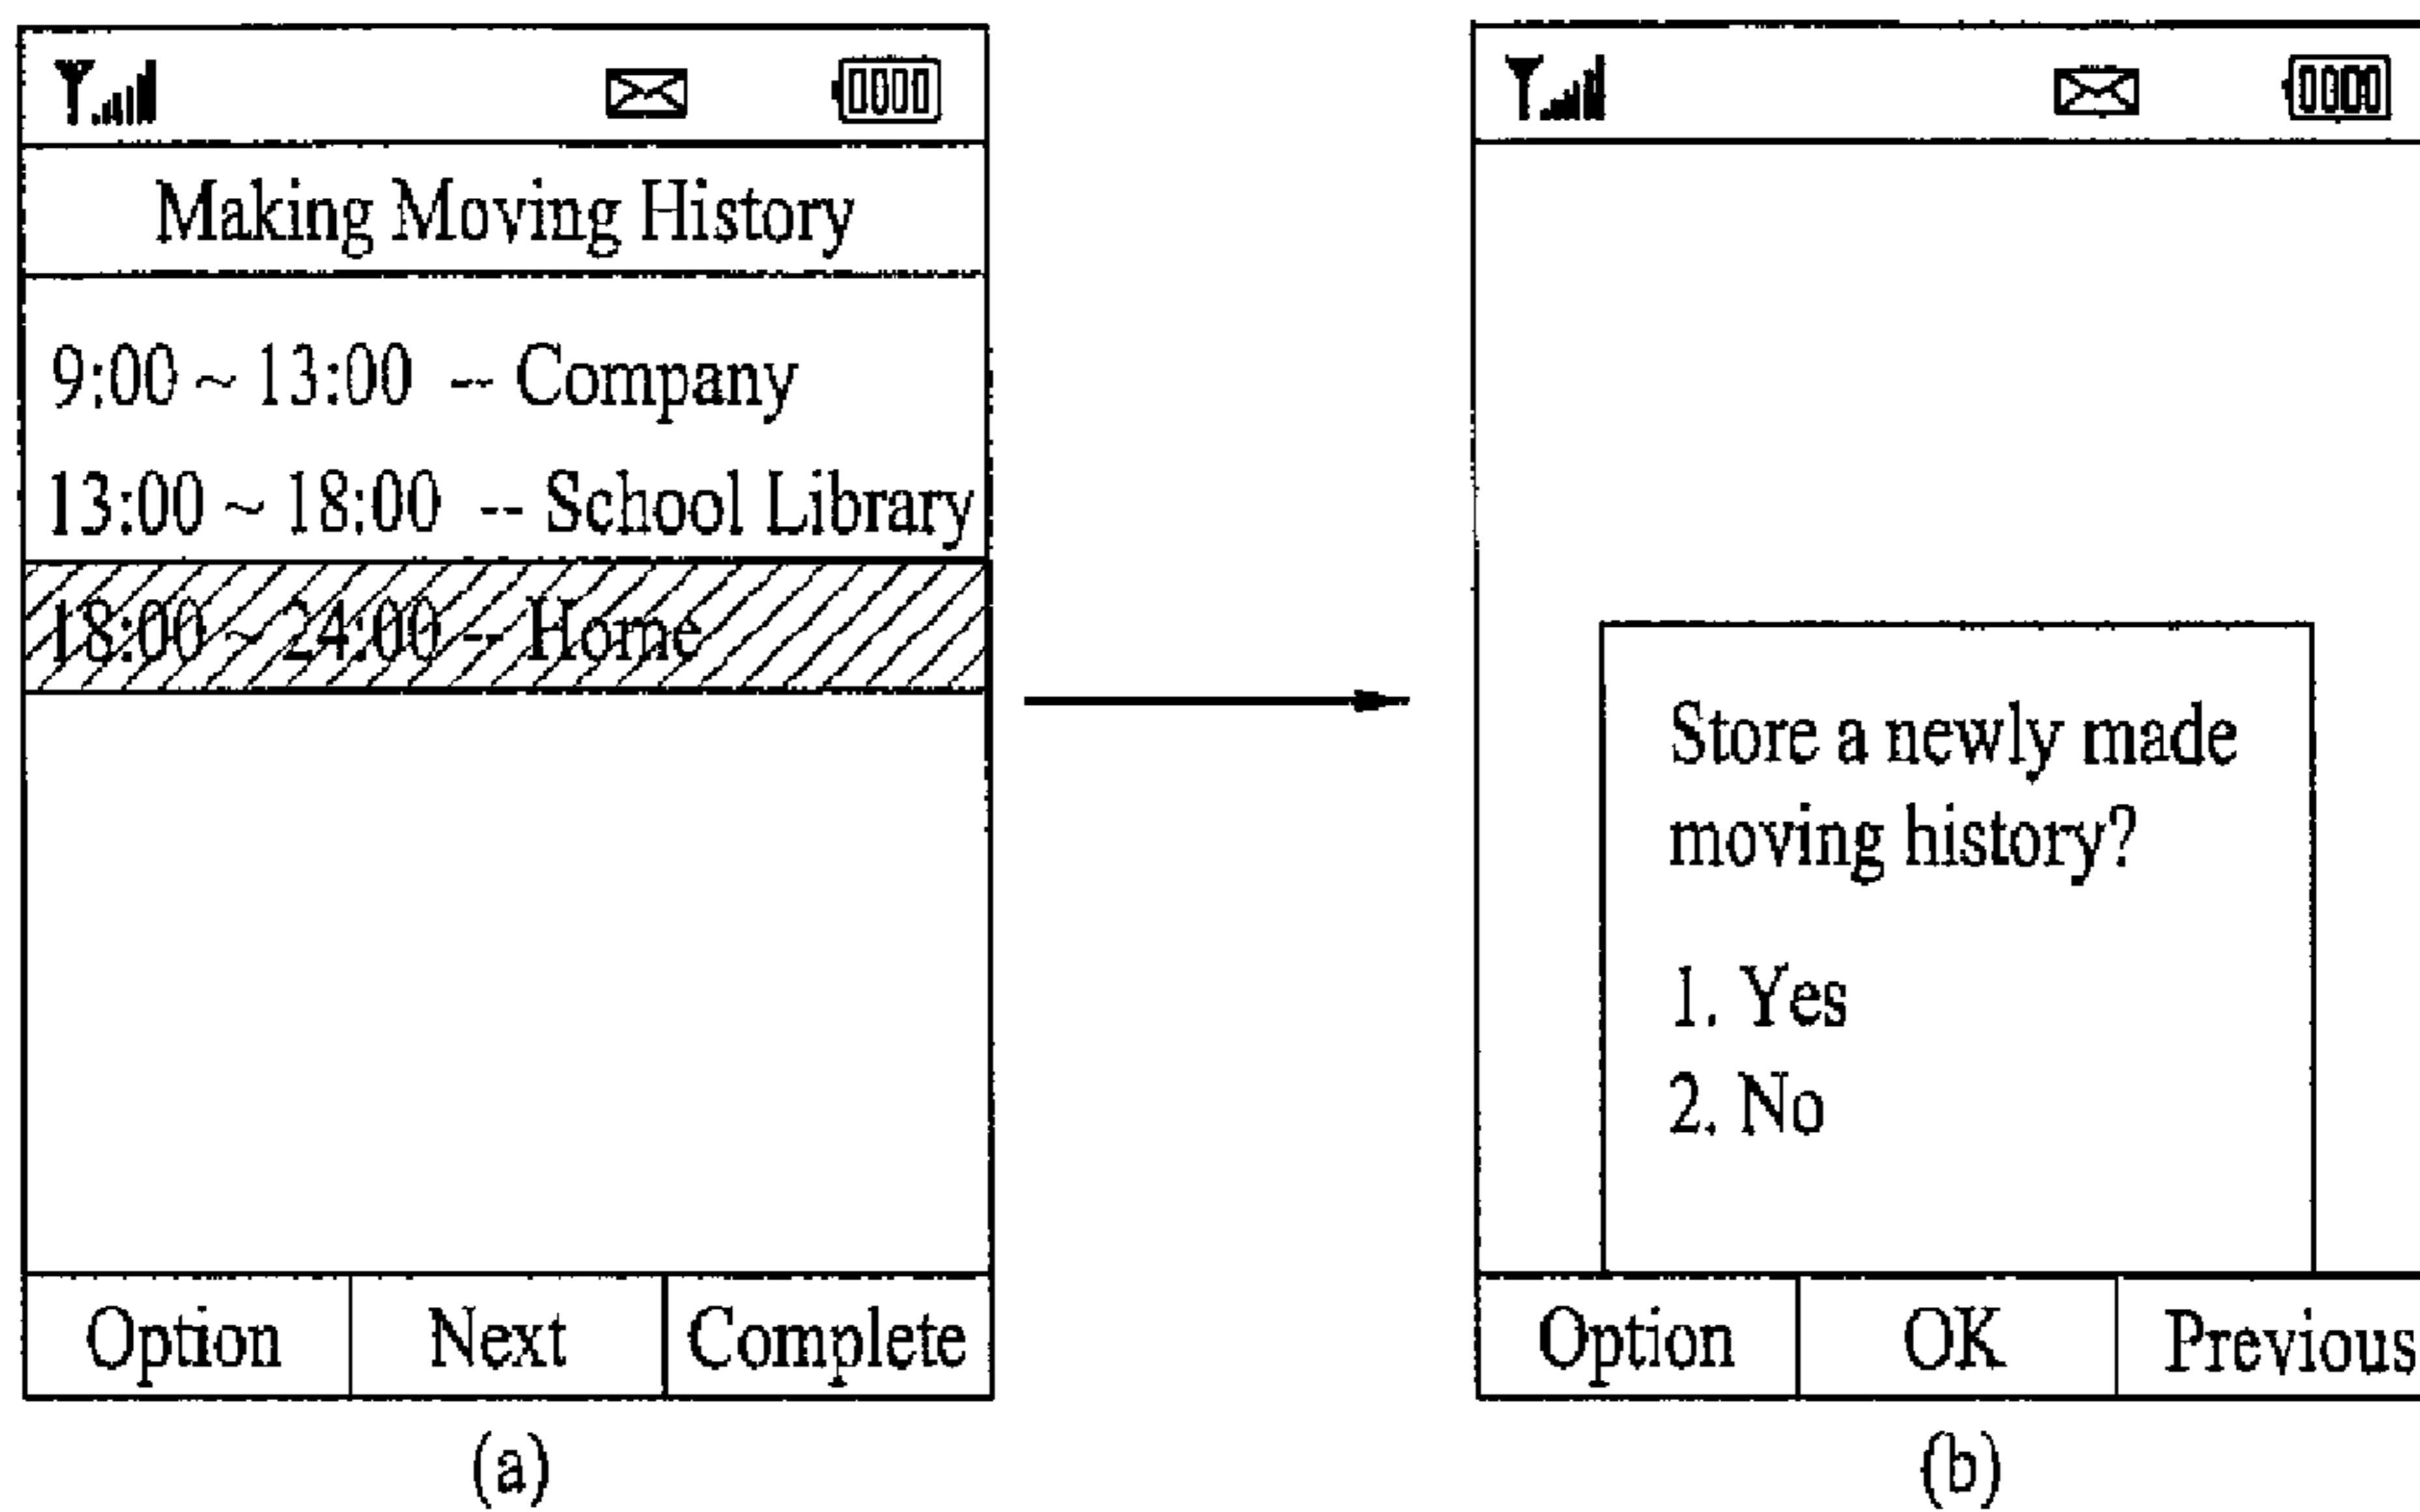 Making Moving History
9:00 ~ 13:00 -- Company
13:00 ~ 18:00 -- School Library
18:00 ~ 24:00 -- Home
Option Next Complete
(a)
Store a newly made
moving history?
1. Yes
2. No
Option OK Previous
(b)